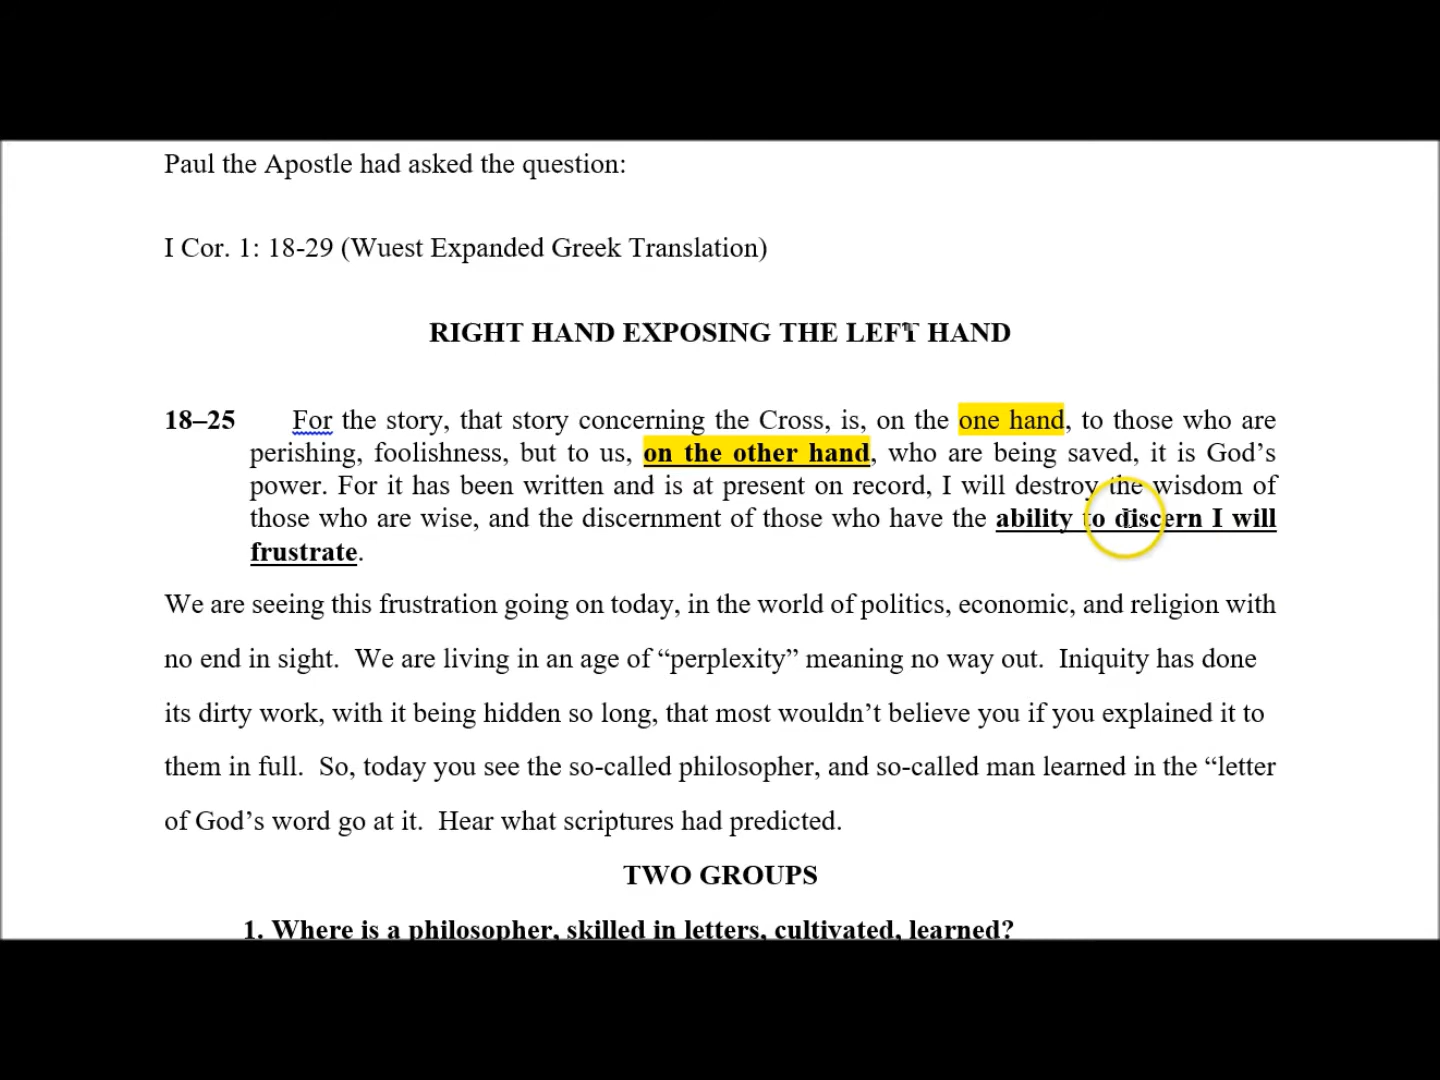 Paul the Apostle had asked the question:
I Cor. 1: 18-29 (Wuest Expanded Greek Translation)
RIGHT HAND EXPOSING THE LEFT HAND
18–25 For the story, that story concerning the Cross, is, on the one hand, to those who are
perishing, foolishness, but to us, on the other hand, who are being saved, it is God's
power. For it has been written and is at present on record, I will destroy the wisdom of
those who are wise, and the discernment of those who have the ability to discern I will
frustrate.
We are seeing this frustration going on today, in the world of politics, economic, and religion with
no end in sight. We are living in an age of “perplexity” meaning no way out. Iniquity has done
its dirty work, with it being hidden so long, that most wouldn't believe you if you explained it to
them in full. So, today you see the so-called philosopher, and so-called man learned in the “letter
of God's word go at it. Hear what scriptures had predicted.
TWO GROUPS
1. Where is a philosopher, skilled in letters, cultivated, learned?